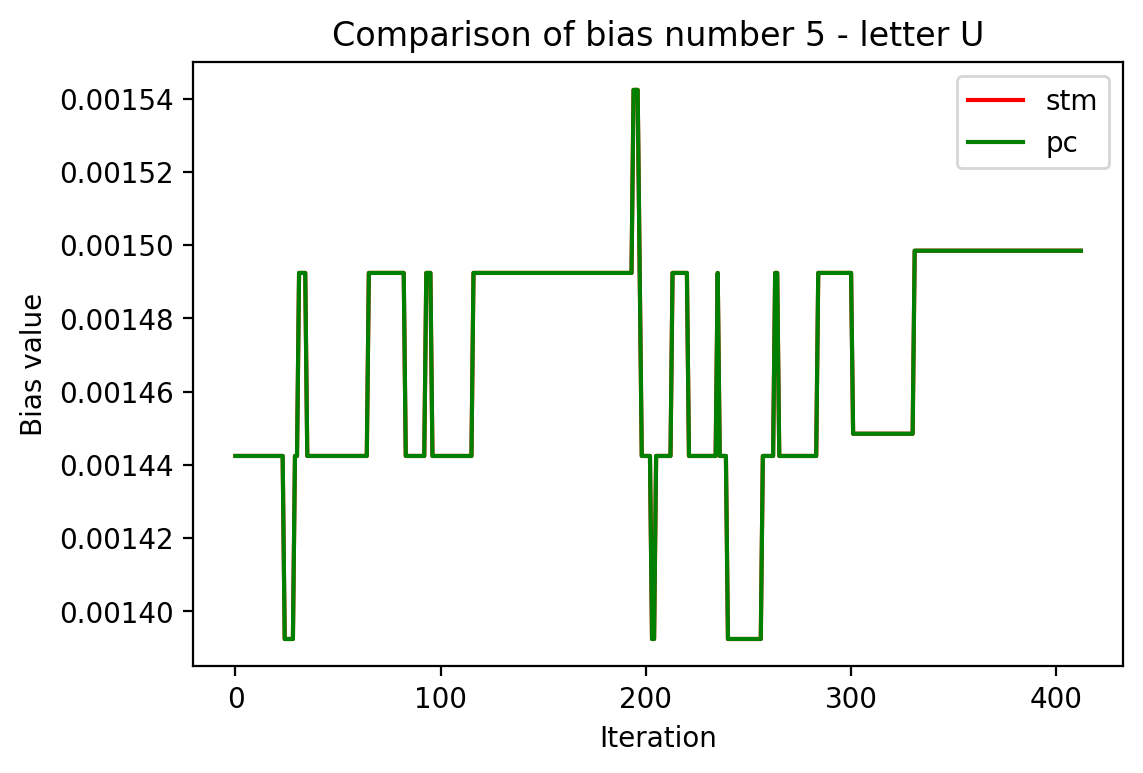 Comparison of bias number 5 - letter U
stm
pc
0.00154
0.00152
0.00150
0.00148
0.00146
0.00144
0.00142
0.00140
Bias value
0 100 200 300 400
Iteration